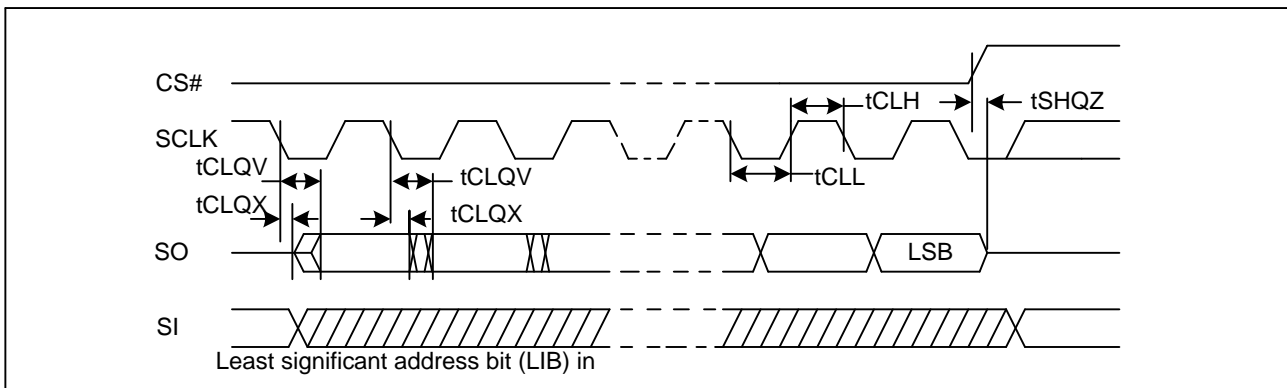 CS#
tCLH
tSHQZ
SCLK
tCLQV
tCLQV
tCLL
tCLQX
tCLQX
SO
LSB
SI
Least significant address bit (LIB) in